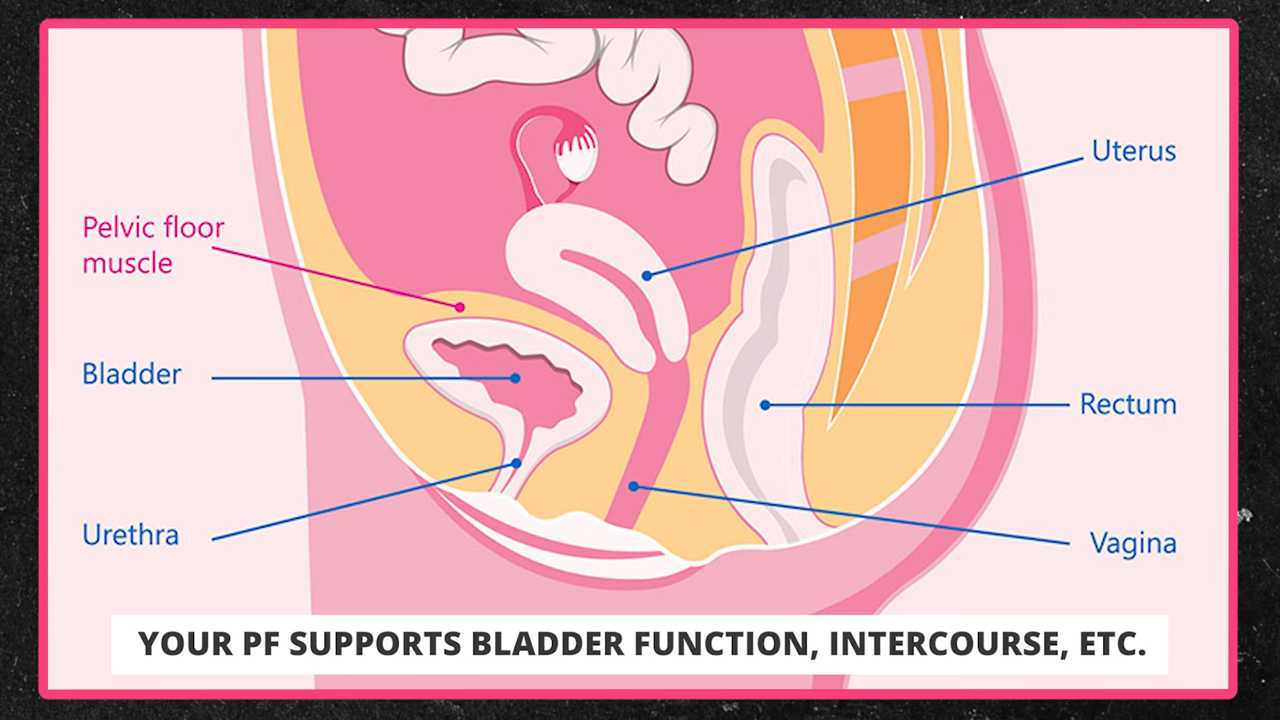 Pelvic floor
muscle
Bladder
Urethra
Uterus
Rectum
Vagina
YOUR PF SUPPORTS BLADDER FUNCTION, INTERCOURSE, ETC.